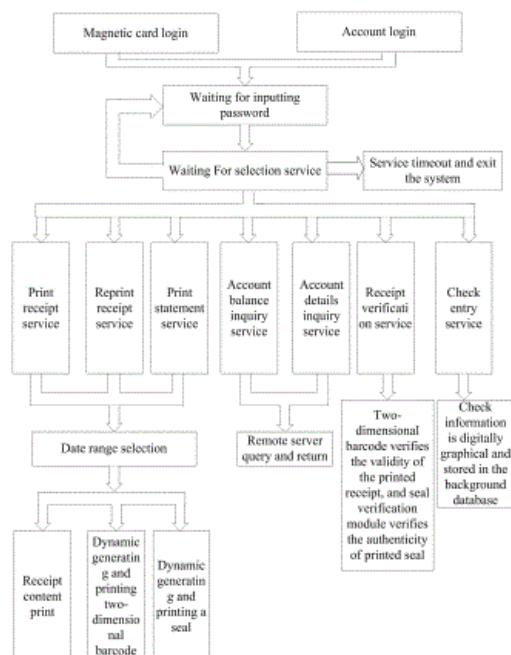 Magnetic card login
Account login
Waiting for inputting
password
Waiting For selection service
Service timeout and exit
the system
Print
receipt
service
Reprint
receipt
service
Print
statement
service
Account
balance
inquiry
service
Account
details
inquiry
service
Receipt
verificati
on service
Check
entry
service
Date range selection
Remote server
query and return
Two-
dimensional
barcode verifies
the validity of
the printed
receipt, and seal
verification
module verifies
the authenticity
of printed seal
Check
information
is digitally
graphical and
stored in the
background
database
Receipt
content
print
Dynamic
generatin
g and
printing
two-
dimensio
nal
barcode
Dynamic
generatin
g and
printing a
seal